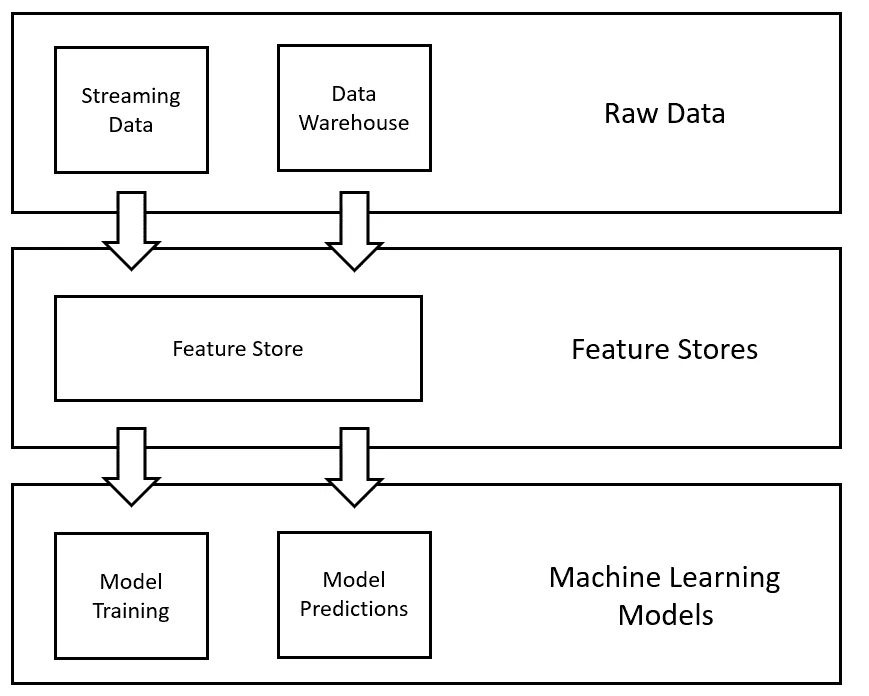 Streaming
Data
Data
Warehouse
Raw Data
Feature Store
Feature Stores
Model
Training
Model
Predictions
Machine Learning
Models